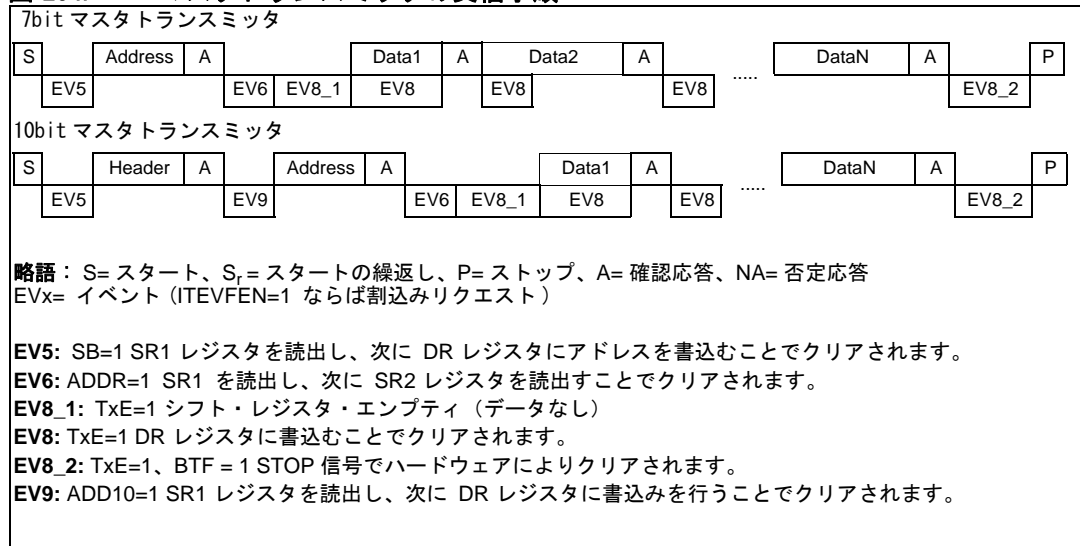 7bit マスタトランスミッタ
S Address A Data1 A Data2 A ..... DataN A P
EV5 EV6 EV8_1 EV8 EV8 EV8 EV8_2
10bit マスタトランスミッタ
S Header A Address A Data1 A ..... DataN A P
EV5 EV9 EV6 EV8_1 EV8 EV8 EV8_2
略語： S= スタート、Sr = スタートの繰返し、P= ストップ、A= 確認応答、NA= 否定応答
EVx= イベント（ITEVFEN=1 ならば割込みリクエスト）
EV5: SB=1 SR1 レジスタを読出し、次に DR レジスタにアドレスを書込むことでクリアされます。
EV6: ADDR=1 SR1 を読出し、次に SR2 レジスタを読出すことでクリアされます。
EV8_1: TxE=1 シフト・レジスタ・エンプティ（データなし）
EV8: TxE=1 DR レジスタに書込むことでクリアされます。
EV8_2: TxE=1、BTF = 1 STOP 信号でハードウェアによりクリアされます。
EV9: ADD10=1 SR1 レジスタを読出し、次に DR レジスタに書込みを行うことでクリアされます。